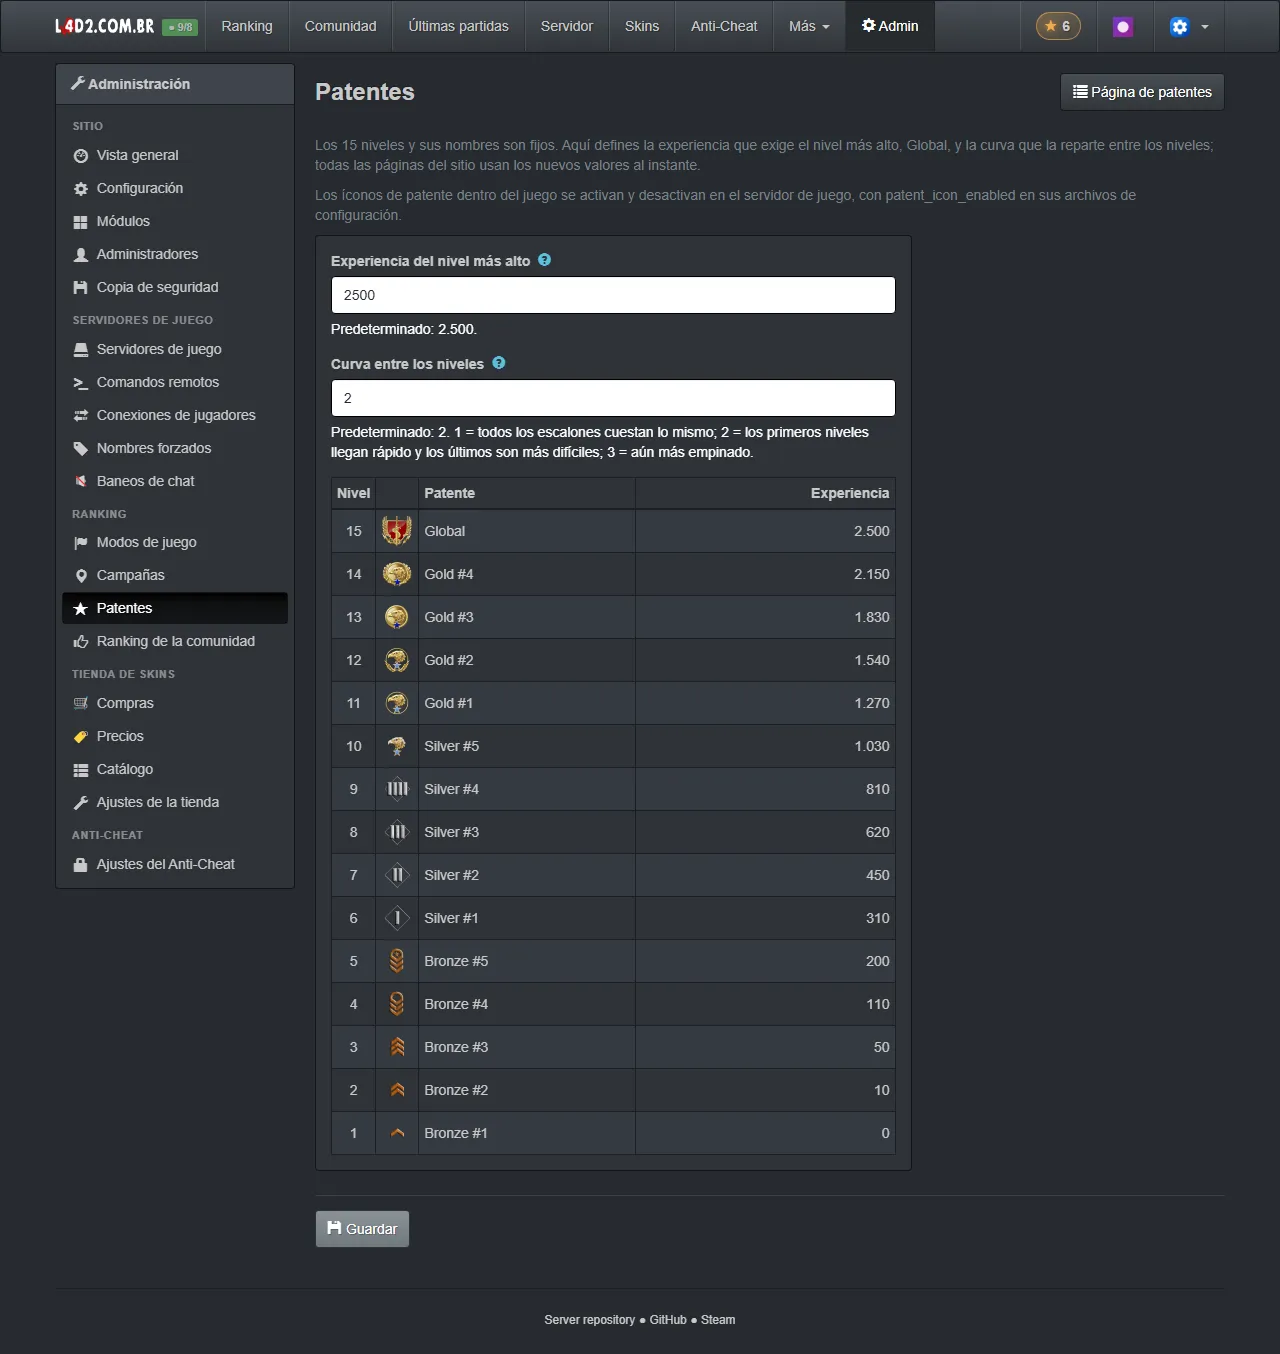 L4D2.COM.BR
» 9/8
Ranking
Comunidad
Últimas partidas
Servidor
Skins
Anti-Cheat
Más
Admin
6
Administración
SITIO
Vista general
Configuración
Módulos
Administradores
Copia de seguridad
SERVIDORES DE JUEGO
Servidores de juego
Comandos remotos
Conexiones de jugadores
Nombres forzados
Baneos de chat
RANKING
Modos de juego
Campañas
Patentes
Ranking de la comunidad
TIENDA DE SKINS
Compras
Precios
Catálogo
Ajustes de la tienda
ANTI-CHEAT
Ajustes del Anti-Cheat
Patentes
Página de patentes
Los 15 niveles y sus nombres son fijos. Aquí defines la experiencia que exige el nivel más alto, Global, y la curva que la reparte entre los niveles;
todas las páginas del sitio usan los nuevos valores al instante.
Los íconos de patente dentro del juego se activan y desactivan en el servidor de juego, con patent_icon_enabled en sus archivos de
configuración.
Experiencia del nivel más alto ?
2500
Predeterminado: 2.500.
Curva entre los niveles ?
2
Predeterminado: 2. 1 = todos los escalones cuestan lo mismo; 2 = los primeros niveles
llegan rápido y los últimos son más difíciles; 3 = aún más empinado.
Nivel Patente Experiencia
15 Global 2.500
14 Gold #4 2.150
13 Gold #3 1.830
12 Gold #2 1.540
11 Gold #1 1.270
10 Silver #5 1.030
9 Silver #4 810
8 Silver #3 620
7 Silver #2 450
6 Silver #1 310
5 Bronze #5 200
4 Bronze #4 110
3 Bronze #3 50
2 Bronze #2 10
1 Bronze #1 0
Guardar
Server repository ● GitHub ● Steam